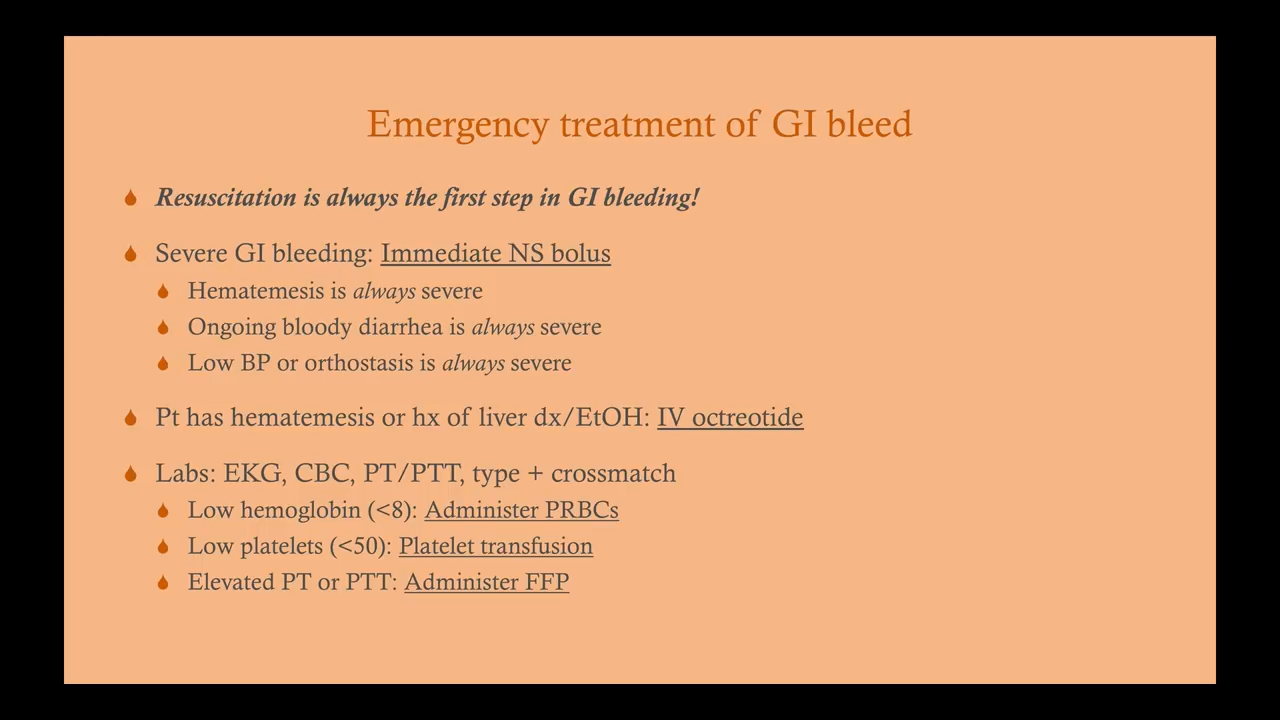 Emergency treatment of GI bleed
Resuscitation is always the first step in GI bleeding!
Severe GI bleeding: Immediate NS bolus
Hematemesis is always severe
Ongoing bloody diarrhea is always severe
Low BP or orthostasis is always severe
Pt has hematemesis or hx of liver dx/EtOH: IV octreotide
Labs: EKG, CBC, PT/PTT, type + crossmatch
Low hemoglobin (<8): Administer PRBCs
Low platelets (<50): Platelet transfusion
Elevated PT or PTT: Administer FFP